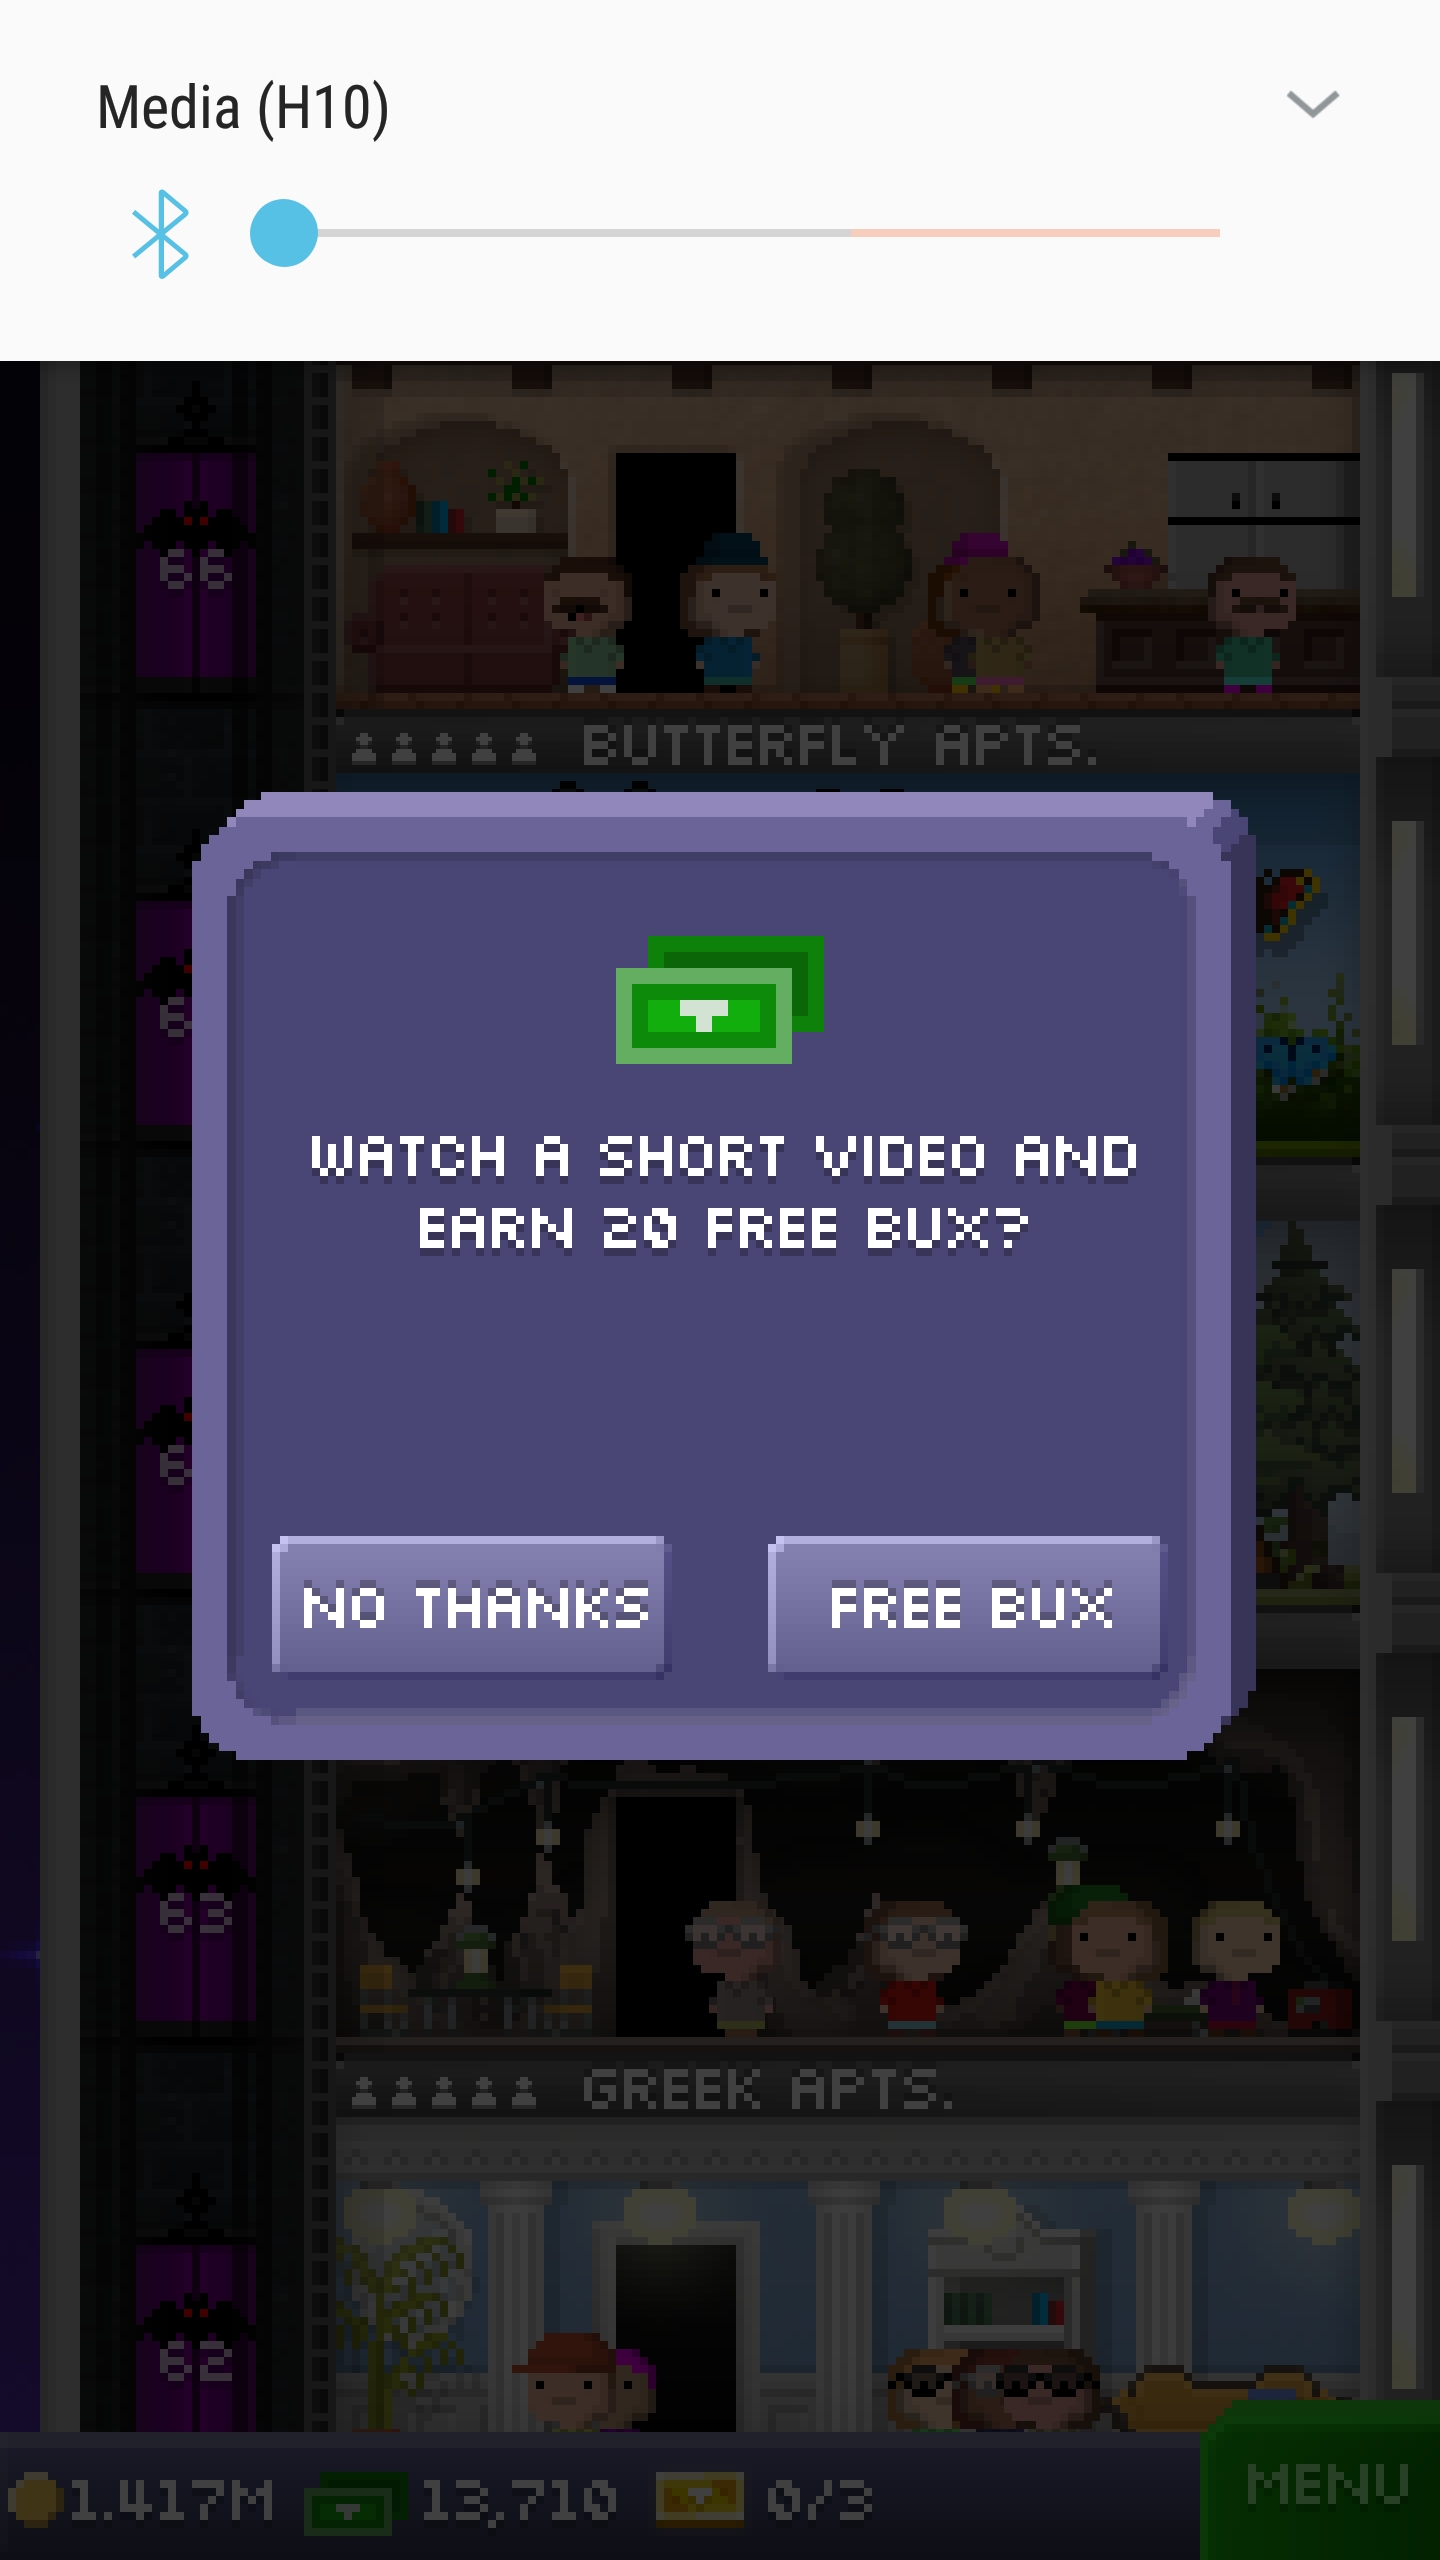 Media (H10)
66
BUTTERFLY APTS.
WATCH A SHORT VIDEO AND
EARN 20 FREE BUX?
NO THANKS
FREE BUX
63
GREEK APTS.
62
1.417M
13,710
0/3
MENU